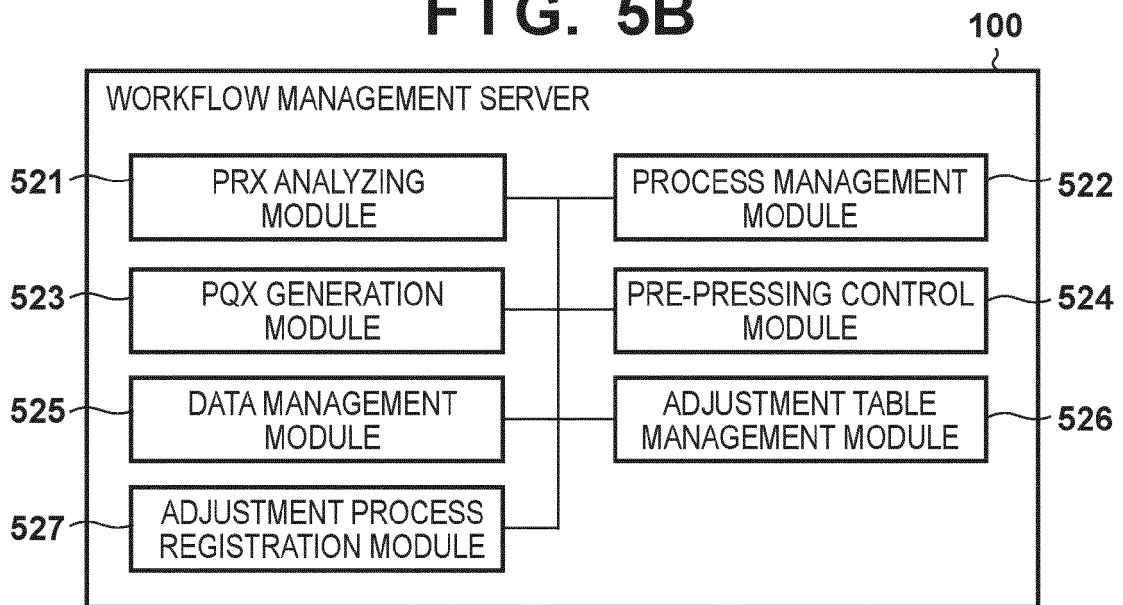 FIG. 5B
100
WORKFLOW MANAGEMENT SERVER
521
PRX ANALYZING
MODULE
PROCESS MANAGEMENT
MODULE
522
523
PQX GENERATION
MODULE
PRE-PRESSING CONTROL
MODULE
524
525
DATA MANAGEMENT
MODULE
ADJUSTMENT TABLE
MANAGEMENT MODULE
526
527
ADJUSTMENT PROCESS
REGISTRATION MODULE